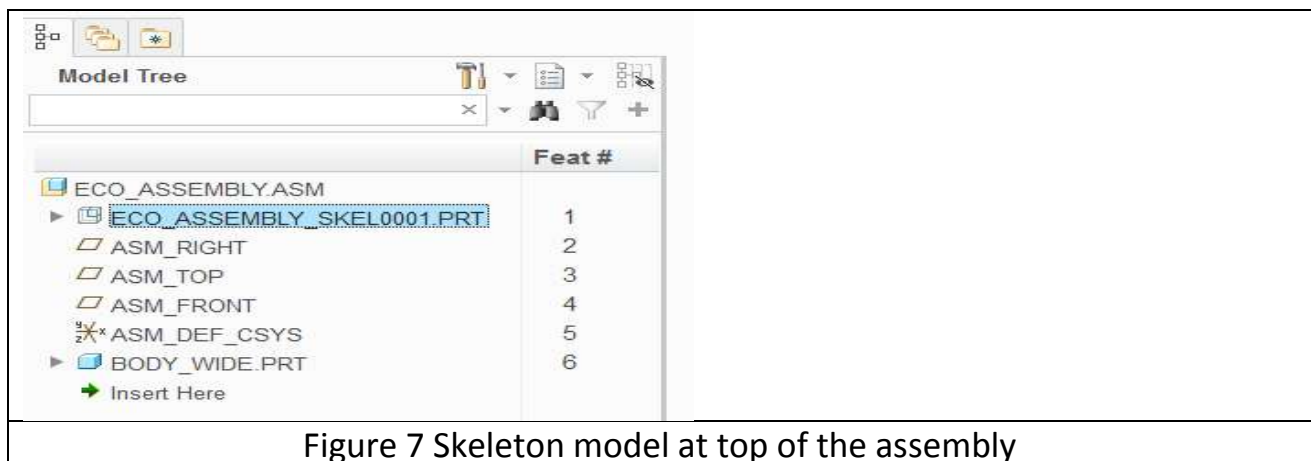 Model Tree
Feat #
ECO_ASSEMBLY.ASM
ECO_ASSEMBLY_SKEL0001.PRT 1
ASM_RIGHT 2
ASM_TOP 3
ASM_FRONT 4
ASM_DEF_CSYS 5
BODY_WIDE.PRT 6
Insert Here
Figure 7 Skeleton model at top of the assembly